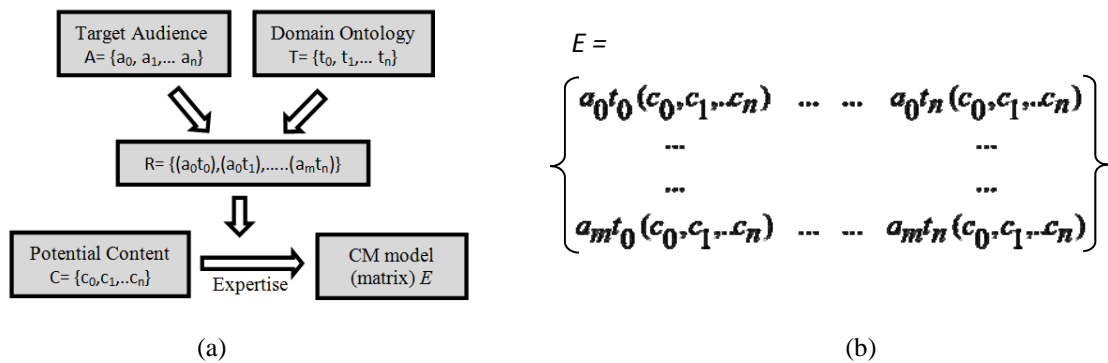 Target Audience
A= {a₀, a₁,... aₙ}
Domain Ontology
T= {t₀, t₁,... tₙ}
R= {(a₀t₀),(a₀t₁),.....(aₘtₙ)}
Potential Content
C= {c₀,c₁,..cₙ}
Expertise
CM model
(matrix) E
(a)
E =
a₀t₀(c₀,c₁,..cₙ) ... ... a₀tₙ(c₀,c₁,..cₙ)
... ...
... ...
aₘt₀(c₀,c₁,..cₙ) ... ... aₘtₙ(c₀,c₁,..cₙ)
(b)